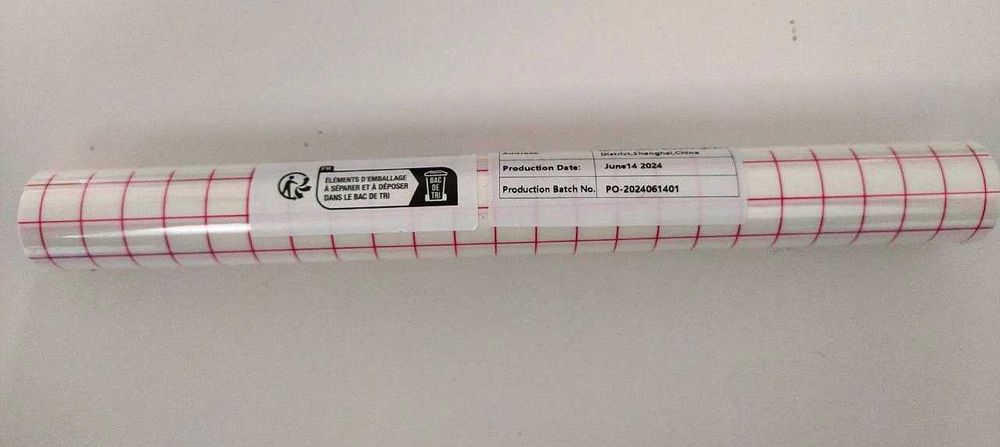 FR
ÉLÉMENTS D'EMBALLAGE
À SÉPARER ET À DÉPOSER
DANS LE BAC DE TRI
BAC
DE
TRI
District,Shanghai,China
Production Date: June14 2024
Production Batch No. PO-2024061401